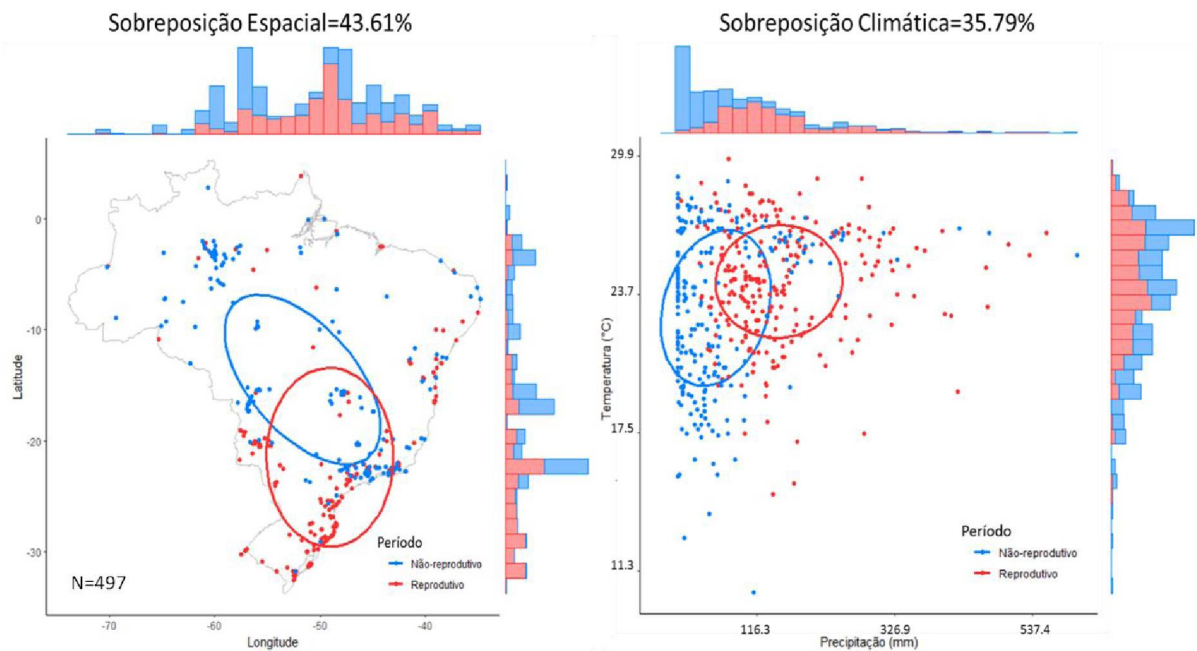 Sobreposição Espacial=43.61%
0
-10
-20
-30
Latitude
N=497
Período
Não-reprodutivo
Reprodutivo
-70
-60
-50
-40
Longitude
Sobreposição Climática=35.79%
29.9
23.7
17.5
11.3
Temperatura (°C)
Período
Não-reprodutivo
Reprodutivo
116.3
326.9
537.4
Precipitação (mm)